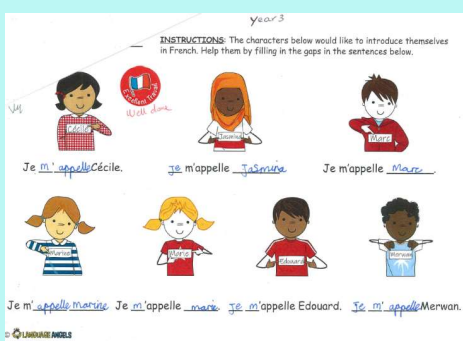 Year 3
INSTRUCTIONS: The characters below would like to introduce themselves
in French. Help them by filling in the gaps in the sentences below.
Excellent Travail
Well done
Cécile
Jasmina
Marc
Je m'appelle Cécile.
Je m'appelle Jasmina
Je m'appelle Marc.
Marine
Marie
Edouard
Merwan
Je m'appelle Marine
Je m'appelle marie
Je m'appelle Edouard.
Je m'appelle Merwan.
© LANGUAGE ANGELS